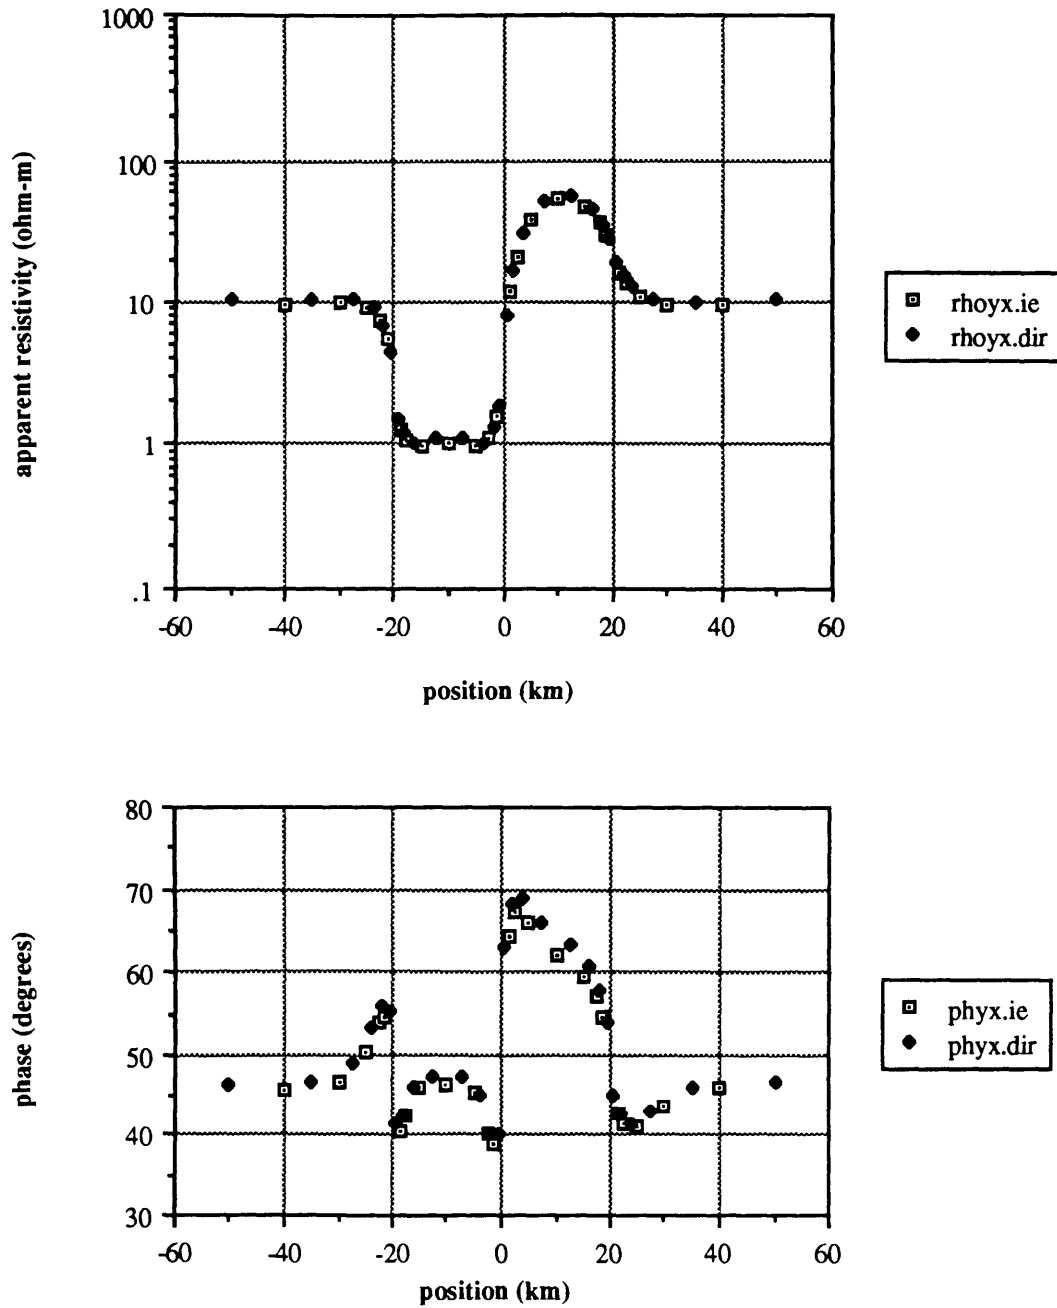 1000
100
10
1
.1
apparent resistivity (ohm-m)
-60 -40 -20 0 20 40 60
position (km)
rhoyx.ie
rhoyx.dir
80
70
60
50
40
30
phase (degrees)
-60 -40 -20 0 20 40 60
position (km)
phyx.ie
phyx.dir